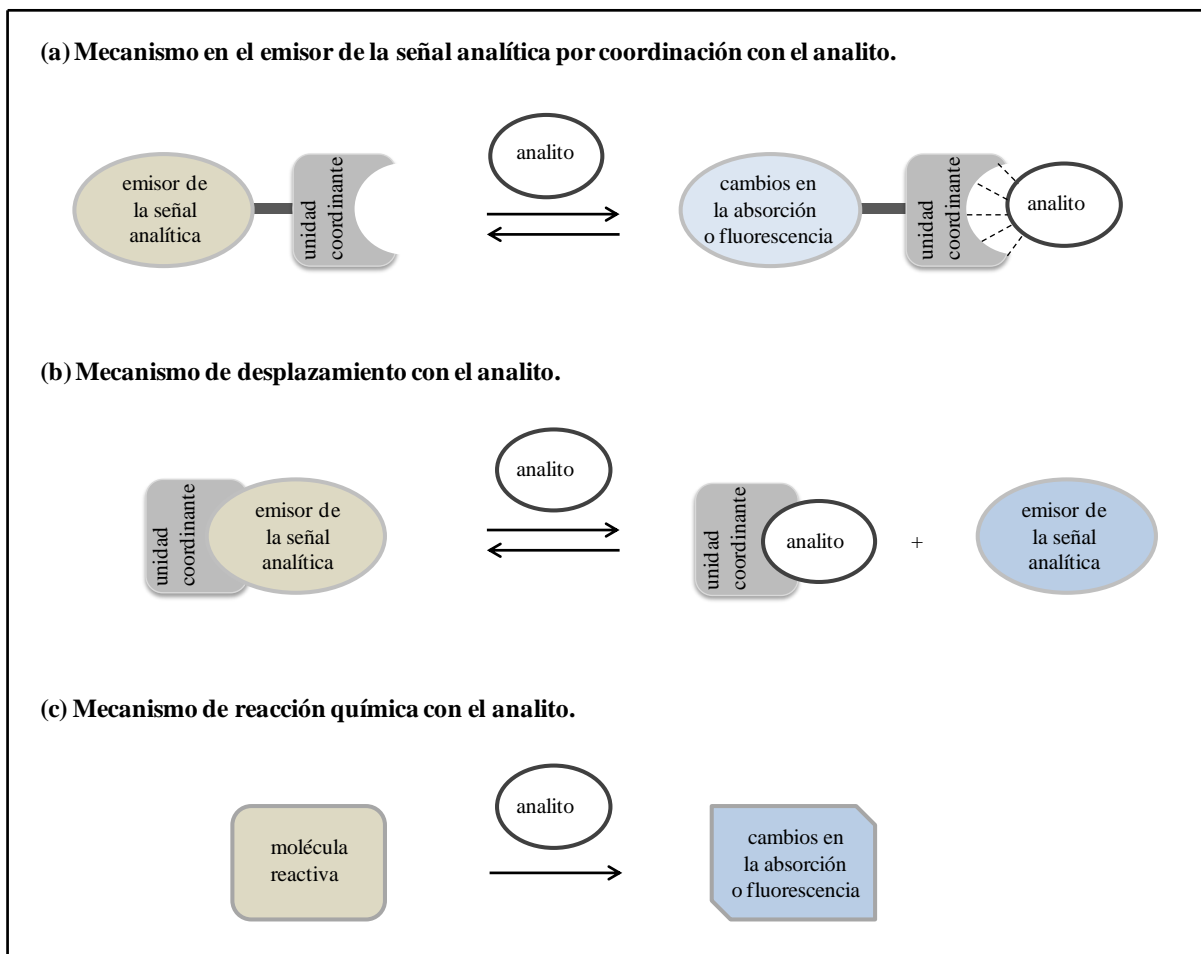 (a) Mecanismo en el emisor de la señal analítica por coordinación con el analito.
emisor de
la señal
analítica
unidad
coordinante
analito
cambios en
la absorción
o fluorescencia
unidad
coordinante
analito
(b) Mecanismo de desplazamiento con el analito.
unidad
coordinante
emisor de
la señal
analítica
analito
unidad
coordinante
analito
+
emisor de
la señal
analítica
(c) Mecanismo de reacción química con el analito.
molécula
reactiva
analito
cambios en
la absorción
o fluorescencia